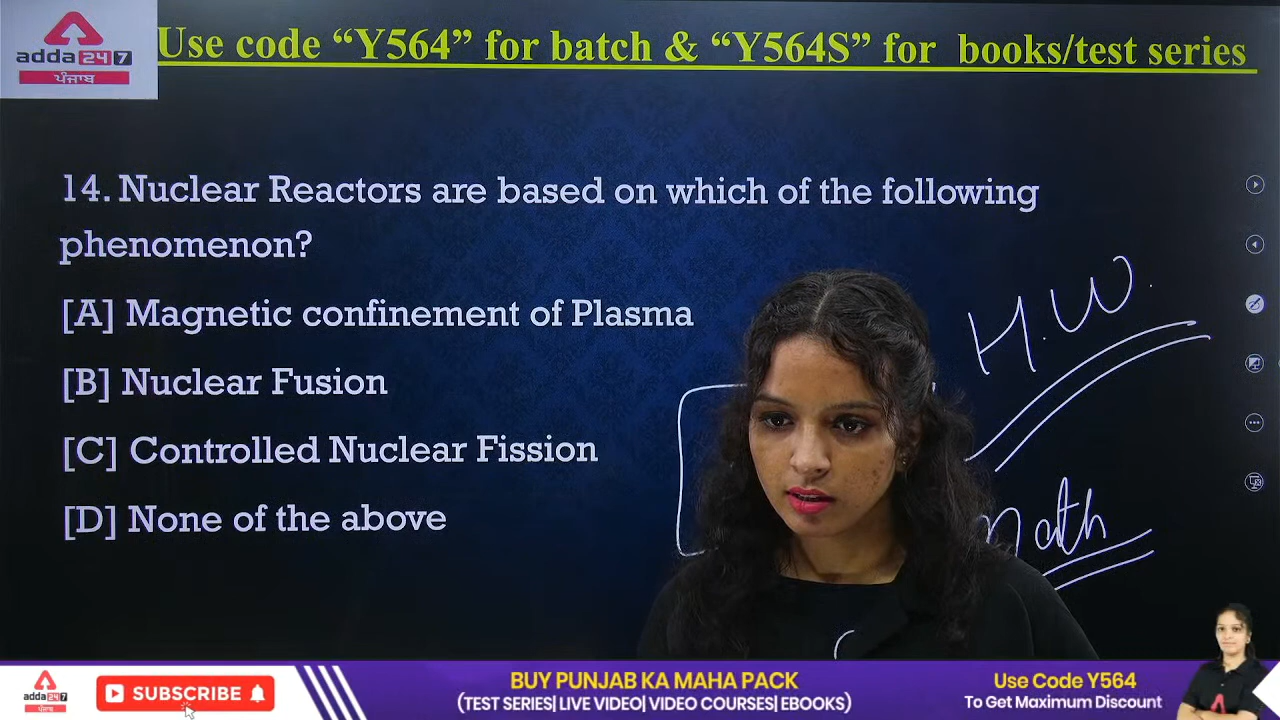 adda 247
ਪੰਜਾਬ
Use code “Y564” for batch & “Y564S” for books/test series
14. Nuclear Reactors are based on which of the following
phenomenon?
[A] Magnetic confinement of Plasma
[B] Nuclear Fusion
[C] Controlled Nuclear Fission
[D] None of the above
H.W.
Math
adda 247
ਪੰਜਾਬ
SUBSCRIBE
BUY PUNJAB KA MAHA PACK
(TEST SERIES| LIVE VIDEO| VIDEO COURSES| EBOOKS)
Use Code Y564
To Get Maximum Discount